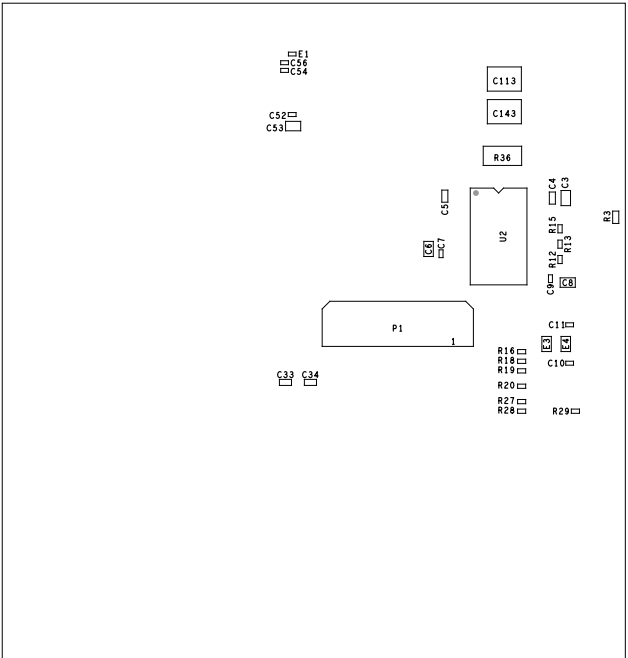 E1
C56
C54
C113
C52
C143
C53
R36
C4
C3
C5
R3
R15
U2
R13
C6
C7
R12
C9
C8
P1
C11
1
E3
E4
R16
R18
C10
R19
C33
C34
R20
R27
R28
R29